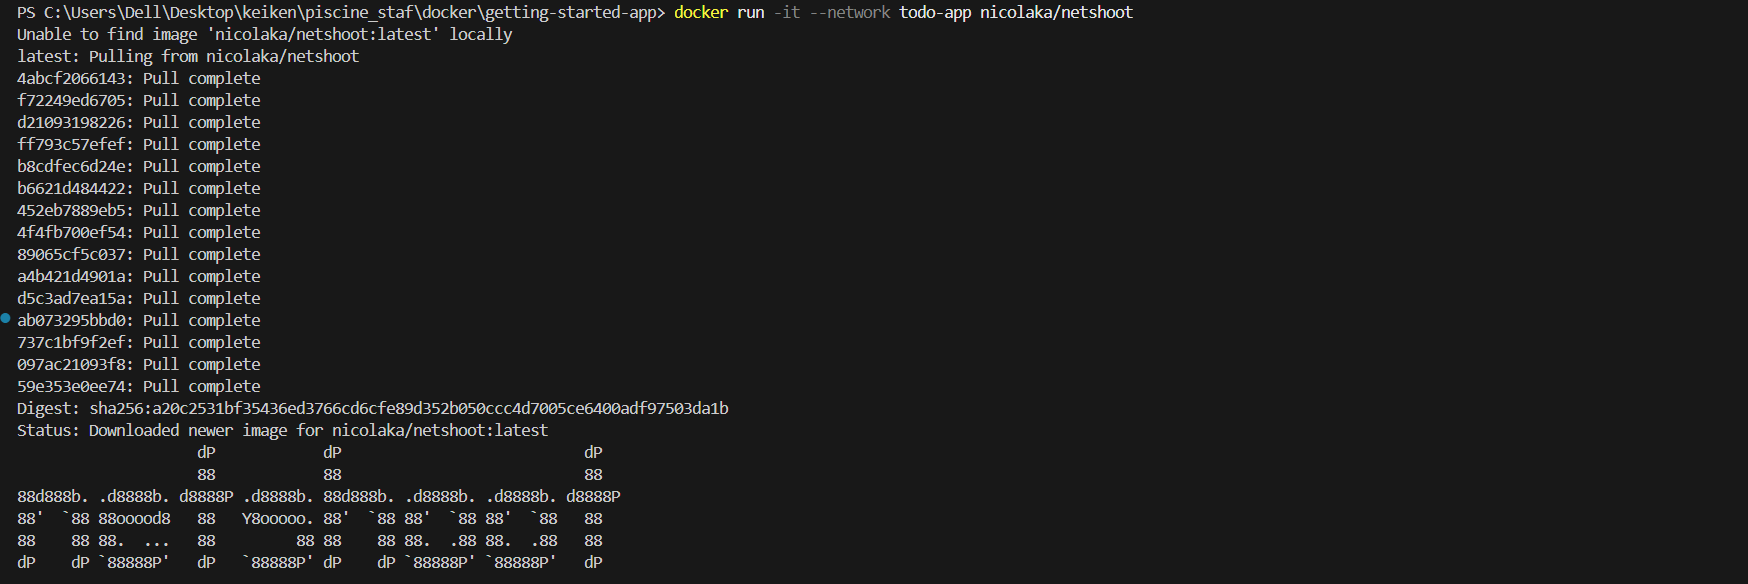 PS C:\Users\Dell\Desktop\keiken\piscine_staf\docker\getting-started-app> docker run -it --network todo-app nicolaka/netshoot
Unable to find image 'nicolaka/netshoot:latest' locally
latest: Pulling from nicolaka/netshoot
4abcf2066143: Pull complete
f72249ed6705: Pull complete
d21093198226: Pull complete
ff793c57efef: Pull complete
b8cdfec6d24e: Pull complete
b6621d484422: Pull complete
452eb7889eb5: Pull complete
4f4fb700ef54: Pull complete
89065cf5c037: Pull complete
a4b421d4901a: Pull complete
d5c3ad7ea15a: Pull complete
ab073295bbd0: Pull complete
737c1bf9f2ef: Pull complete
097ac21093f8: Pull complete
59e353e0ee74: Pull complete
Digest: sha256:a20c2531bf35436ed3766cd6cfe89d352b050ccc4d7005ce6400adf97503da1b
Status: Downloaded newer image for nicolaka/netshoot:latest
                    dP            dP                           dP
                    88            88                           88
88d888b. .d8888b. d8888P .d8888b. 88d888b. .d8888b. .d8888b. d8888P
88'  `88 88ooood8   88   Y8ooooo. 88'  `88 88'  `88 88'  `88   88
88    88 88.  ...   88         88 88    88 88.  .88 88.  .88   88
dP    dP `88888P'   dP   `88888P' dP    dP `88888P' `88888P'   dP